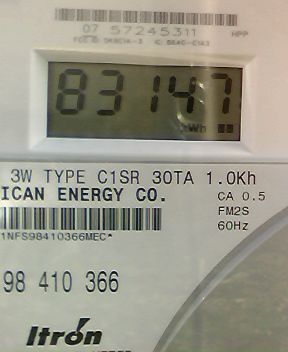 07 57245311
HPP
83147
kWh
3W TYPE C1SR 30TA 1.0Kh
ICAN ENERGY CO.
CA 0.5
FM2S
60Hz
1NFS98410366MEC*
98 410 366
Itron